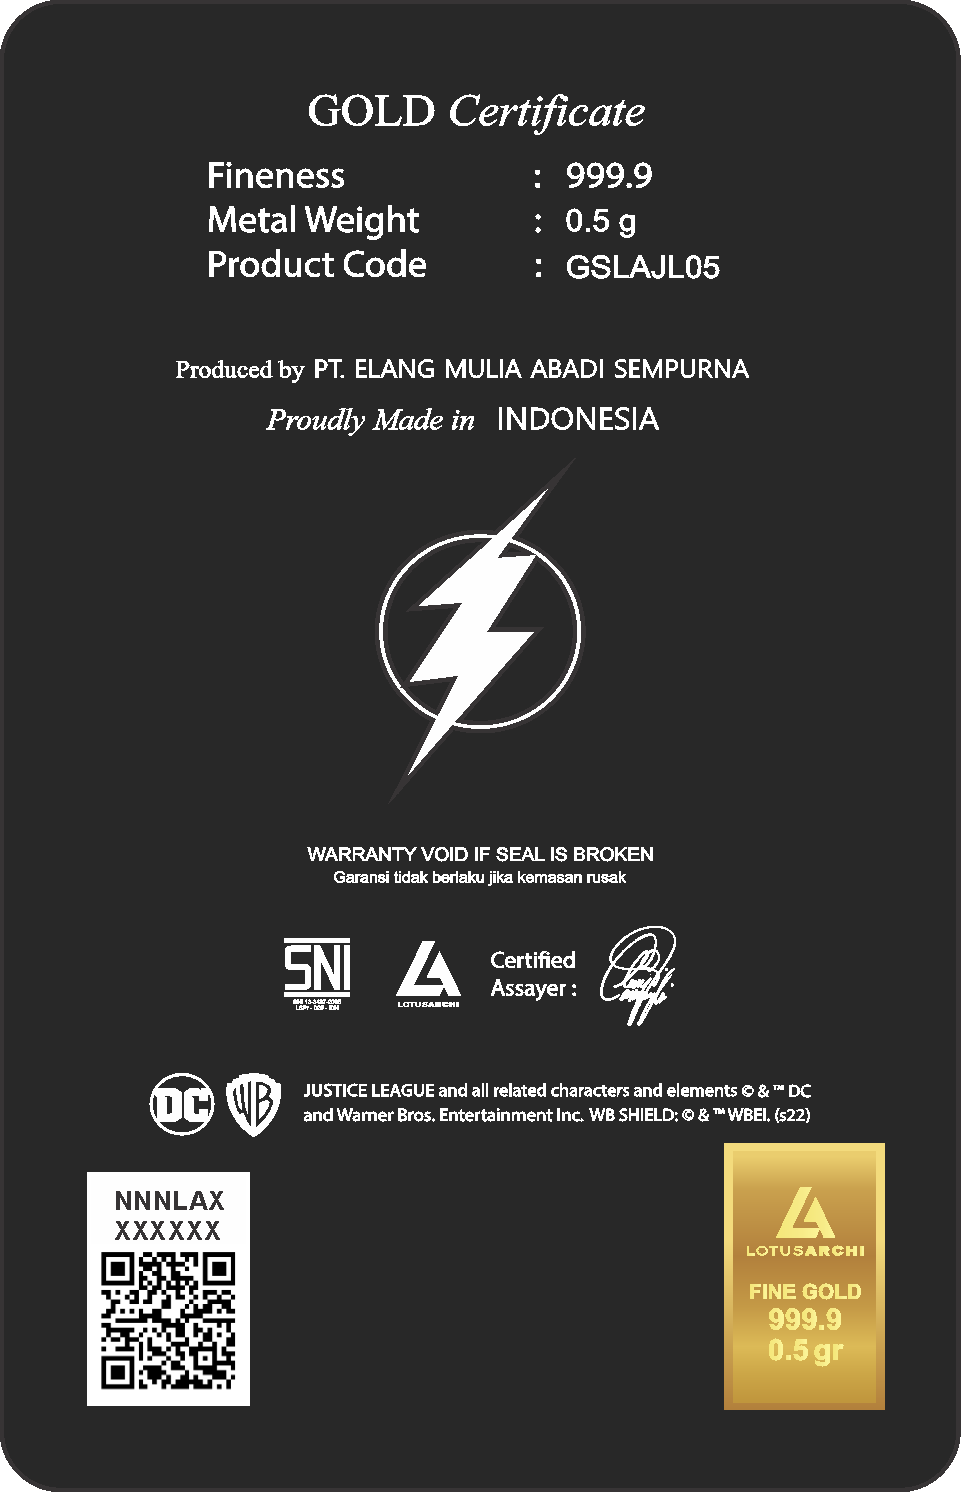 GOLD Certificate
Fineness : 999.9
Metal Weight : 0.5 g
Product Code : GSLAJL05
Produced by PT. ELANG MULIA ABADI SEMPURNA
Proudly Made in INDONESIA
WARRANTY VOID IF SEAL IS BROKEN
Garansi tidak berlaku jika kemasan rusak
SNI
LOTUSARCHI
Certified
Assayer :
DC
WB
JUSTICE LEAGUE and all related characters and elements © & ™ DC
and Warner Bros. Entertainment Inc. WB SHIELD: © & ™ WBEI. (s22)
NNNLAX
XXXXXX
LOTUSARCHI
FINE GOLD
999.9
0.5 gr